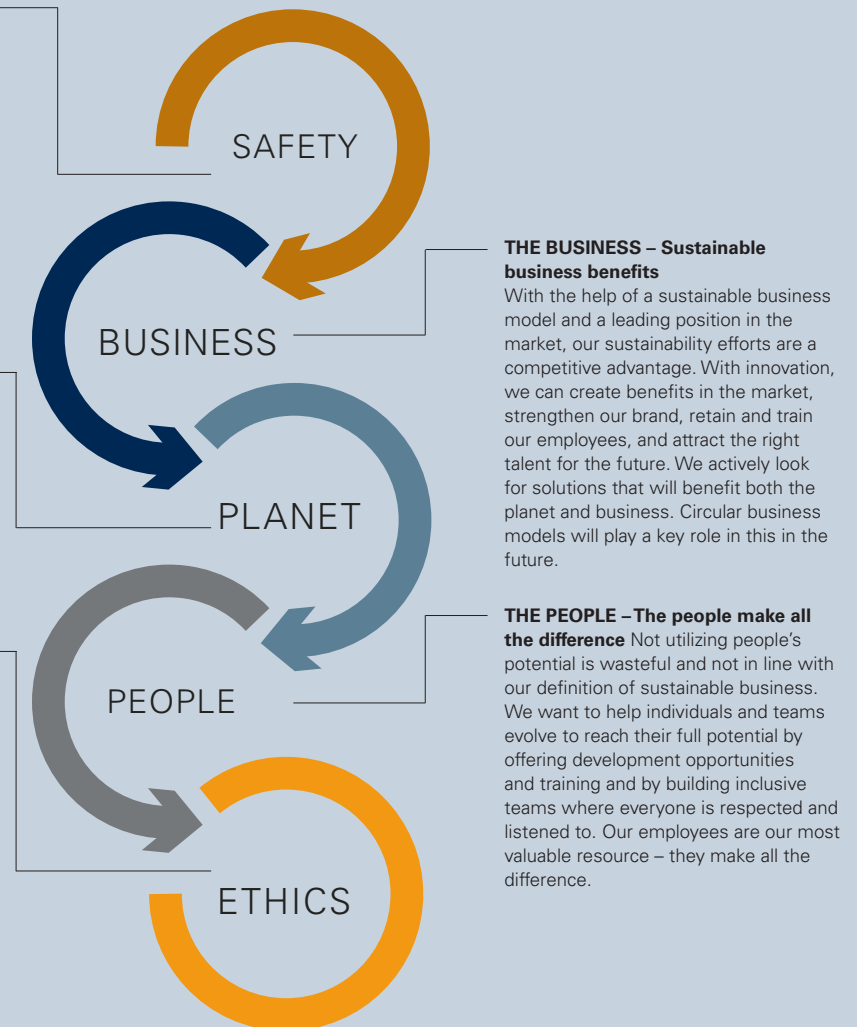 SAFETY
BUSINESS
PLANET
PEOPLE
ETHICS
THE BUSINESS – Sustainable
business benefits
With the help of a sustainable business
model and a leading position in the
market, our sustainability efforts are a
competitive advantage. With innovation,
we can create benefits in the market,
strengthen our brand, retain and train
our employees, and attract the right
talent for the future. We actively look
for solutions that will benefit both the
planet and business. Circular business
models will play a key role in this in the
future.
THE PEOPLE – The people make all
the difference Not utilizing people’s
potential is wasteful and not in line with
our definition of sustainable business.
We want to help individuals and teams
evolve to reach their full potential by
offering development opportunities
and training and by building inclusive
teams where everyone is respected and
listened to. Our employees are our most
valuable resource – they make all the
difference.